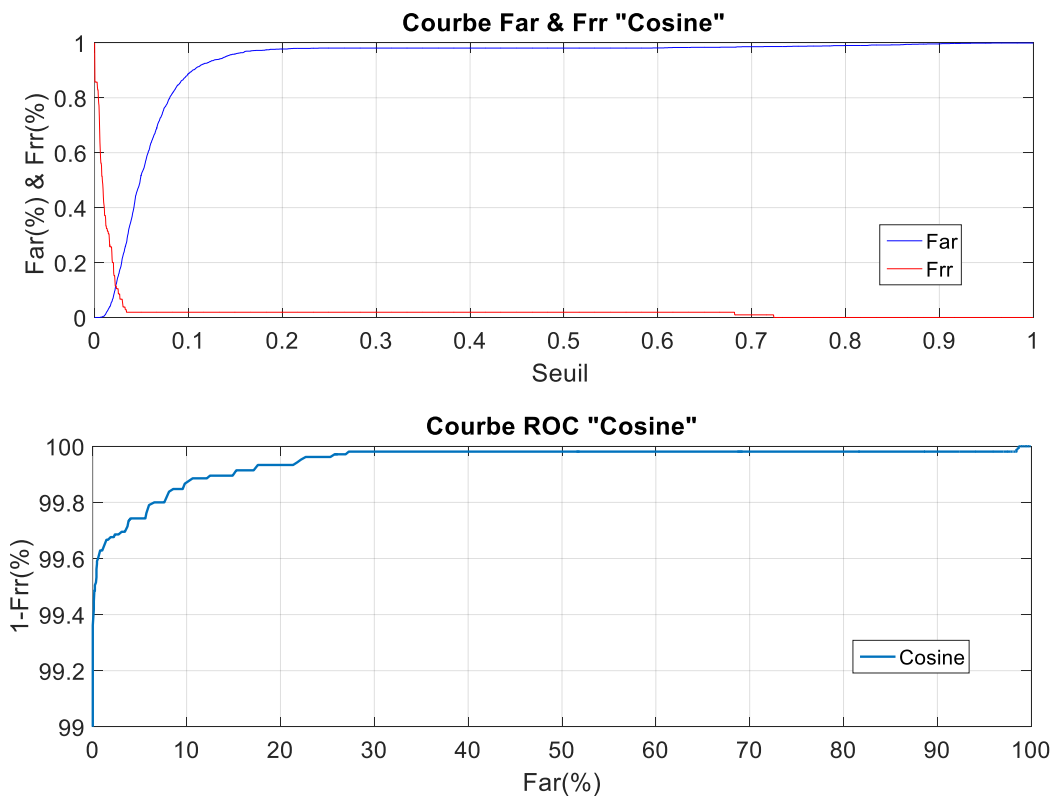 Courbe Far & Frr "Cosine"
1
0.8
0.6
0.4
0.2
0
Far(%) & Frr(%)
Far
Frr
0 0.1 0.2 0.3 0.4 0.5 0.6 0.7 0.8 0.9 1
Seuil
Courbe ROC "Cosine"
100
99.8
99.6
99.4
99.2
99
1-Frr(%)
Cosine
0 10 20 30 40 50 60 70 80 90 100
Far(%)